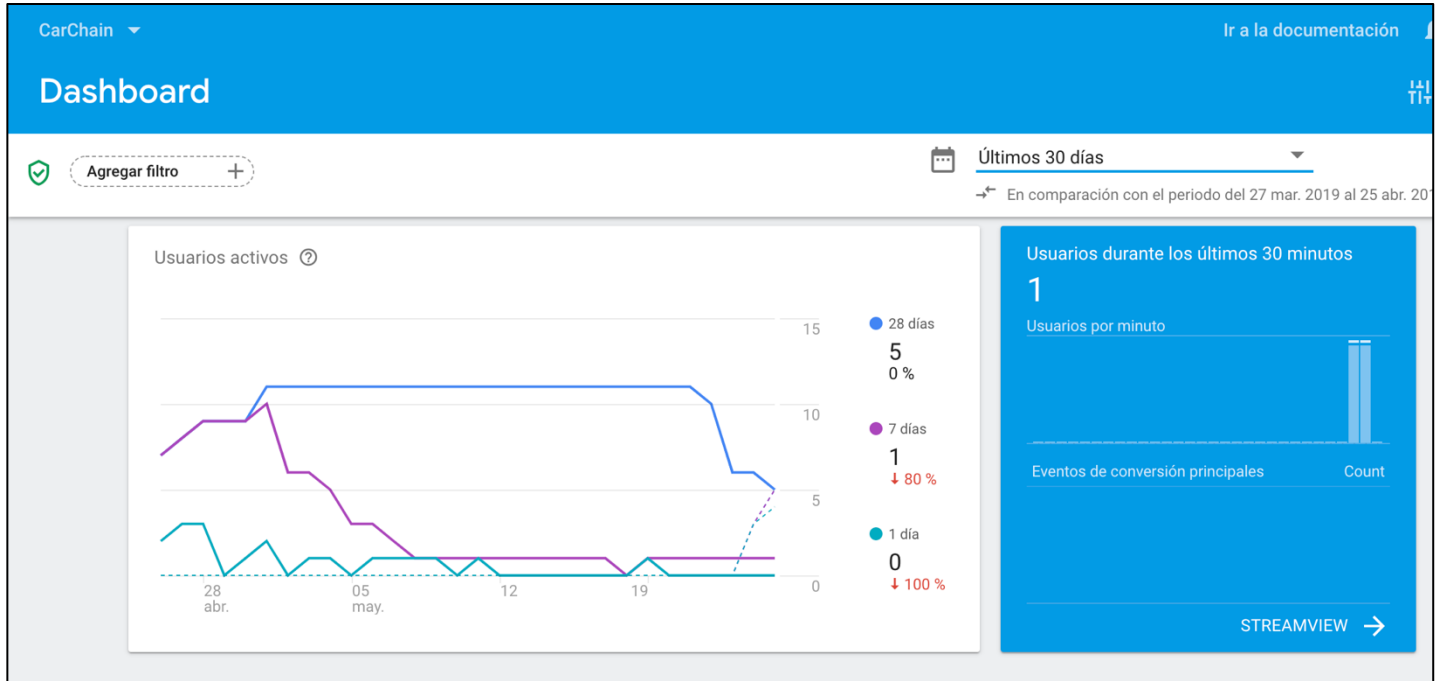 CarChain
Ir a la documentación
Dashboard
Agregar filtro
Últimos 30 días
En comparación con el periodo del 27 mar. 2019 al 25 abr.
Usuarios activos
15
10
5
0
28
abr.
05
may.
12
19
28 días
5
0 %
7 días
1
80 %
1 día
0
100 %
Usuarios durante los últimos 30 minutos
1
Usuarios por minuto
Eventos de conversión principales Count
STREAMVIEW